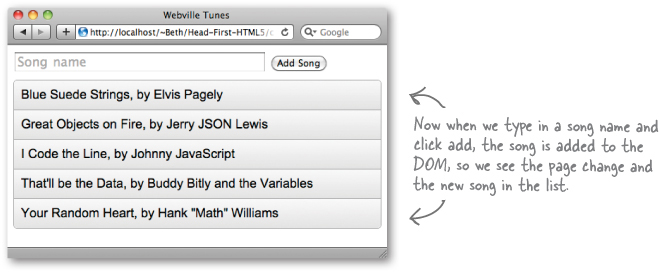 Webville Tunes
http://localhost/~Beth/Head-First-HTML5/c
Google
Song name
Add Song
Blue Suede Strings, by Elvis Pagely
Great Objects on Fire, by Jerry JSON Lewis
I Code the Line, by Johnny JavaScript
That'll be the Data, by Buddy Bitly and the Variables
Your Random Heart, by Hank "Math" Williams
Now when we type in a song name and
click add, the song is added to the
DOM, so we see the page change and
the new song in the list.